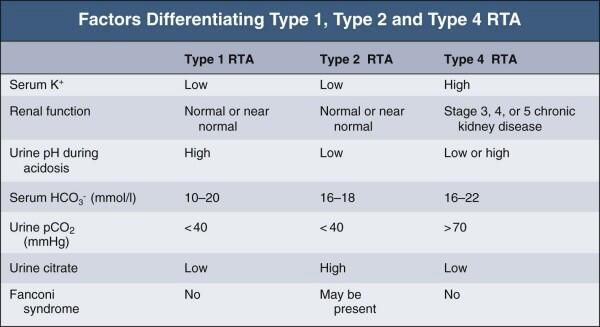 Factors Differentiating Type 1, Type 2 and Type 4 RTA
Type 1 RTA Type 2 RTA Type 4 RTA
Serum K⁺ Low Low High
Renal function Normal or near normal Normal or near normal Stage 3, 4, or 5 chronic kidney disease
Urine pH during acidosis High Low Low or high
Serum HCO₃⁻ (mmol/l) 10–20 16–18 16–22
Urine pCO₂ (mmHg) <40 <40 >70
Urine citrate Low High Low
Fanconi syndrome No May be present No